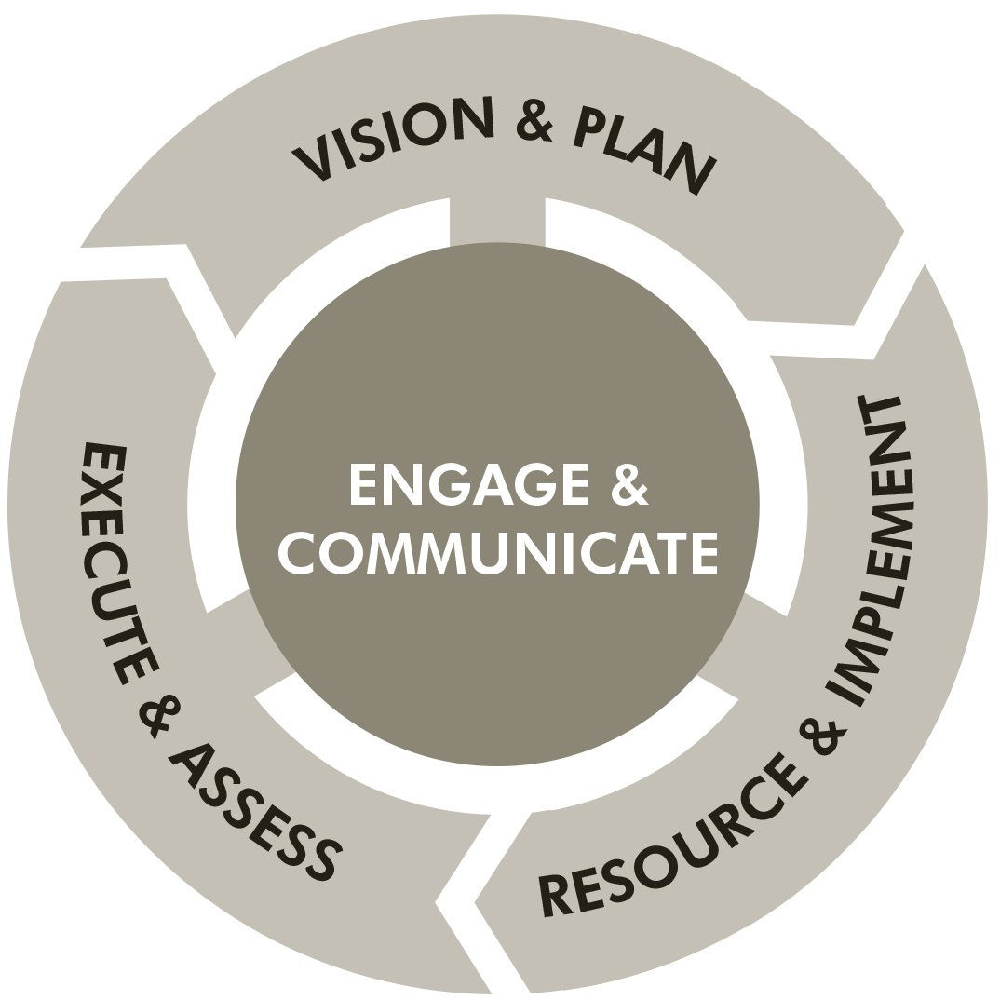 VISION & PLAN
ENGAGE &
COMMUNICATE
RESOURCE & IMPLEMENT
EXECUTE & ASSESS